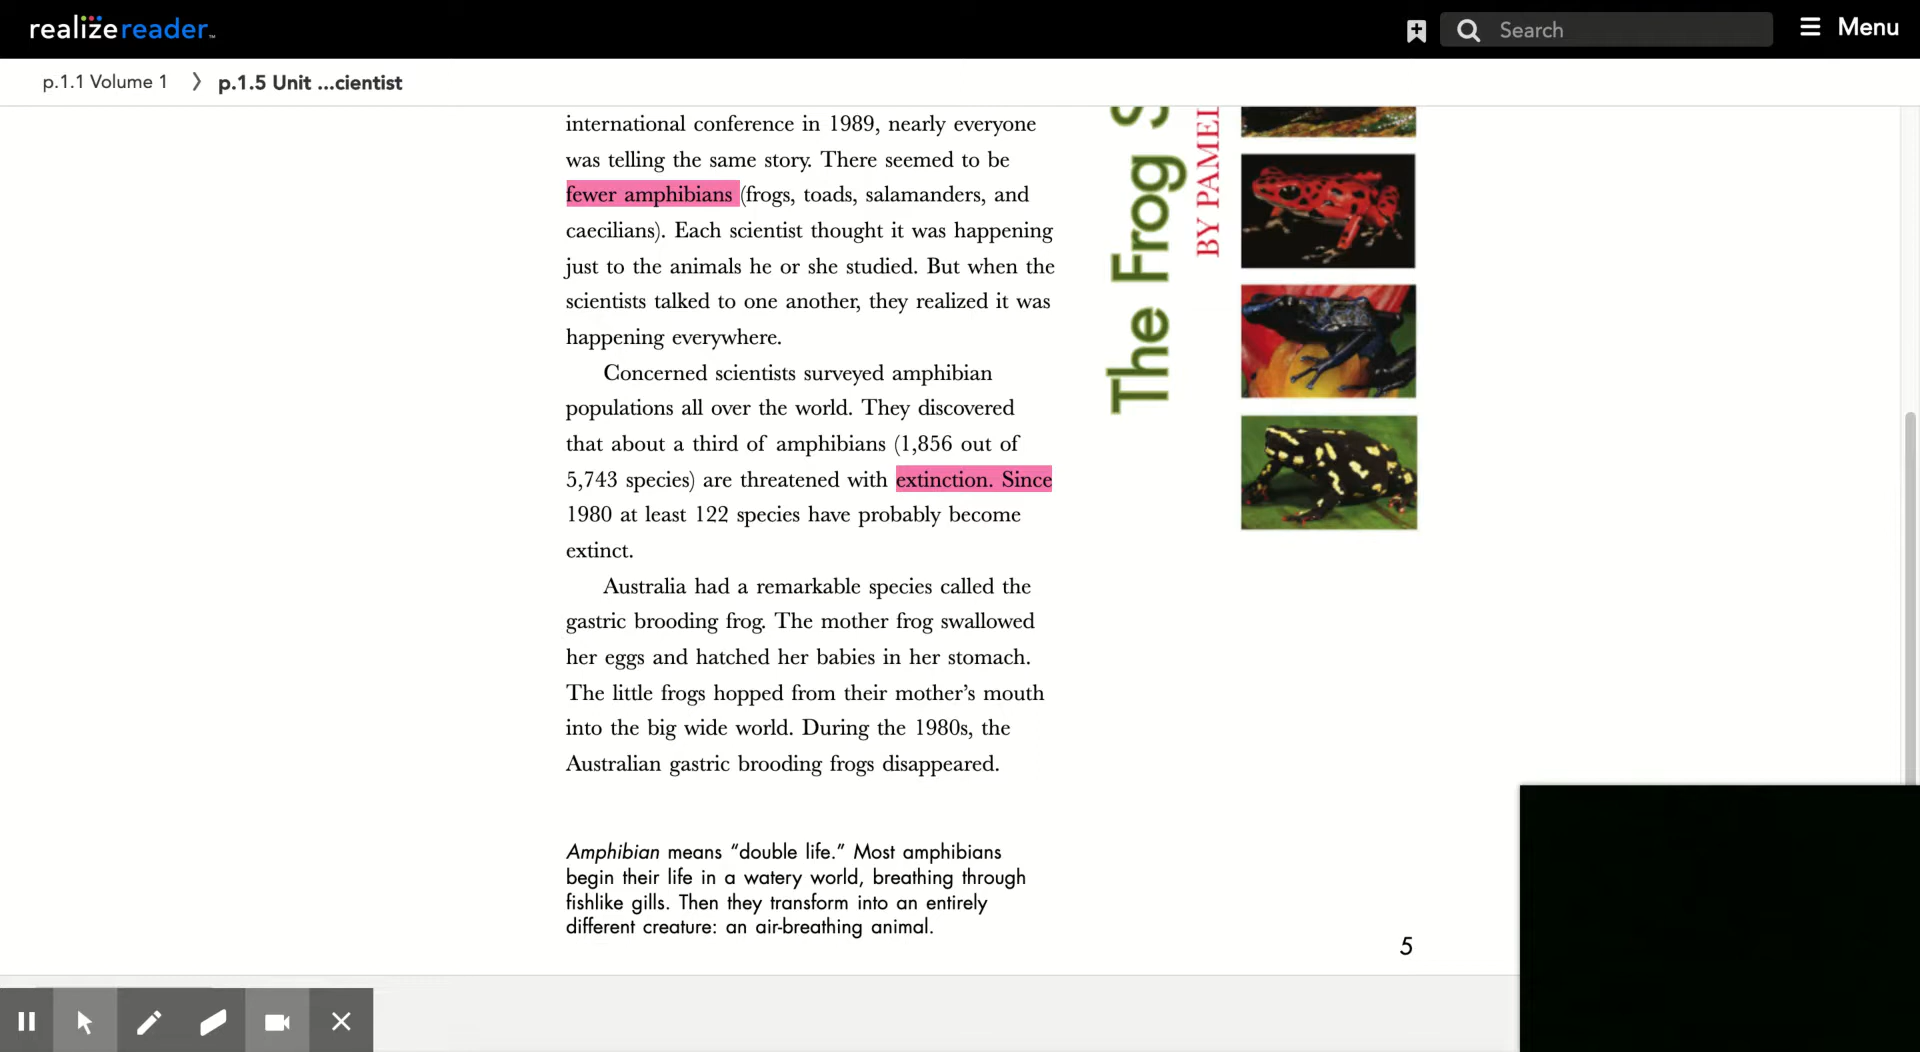 realizereader™
Search
Menu
p.1.1 Volume 1
p.1.5 Unit ...cientist
international conference in 1989, nearly everyone
was telling the same story. There seemed to be
fewer amphibians (frogs, toads, salamanders, and
caecilians). Each scientist thought it was happening
just to the animals he or she studied. But when the
scientists talked to one another, they realized it was
happening everywhere.
Concerned scientists surveyed amphibian
populations all over the world. They discovered
that about a third of amphibians (1,856 out of
5,743 species) are threatened with extinction. Since
1980 at least 122 species have probably become
extinct.
Australia had a remarkable species called the
gastric brooding frog. The mother frog swallowed
her eggs and hatched her babies in her stomach.
The little frogs hopped from their mother’s mouth
into the big wide world. During the 1980s, the
Australian gastric brooding frogs disappeared.
Amphibian means “double life.” Most amphibians
begin their life in a watery world, breathing through
fishlike gills. Then they transform into an entirely
different creature: an air-breathing animal.
The Frog S
BY PAMEL
5